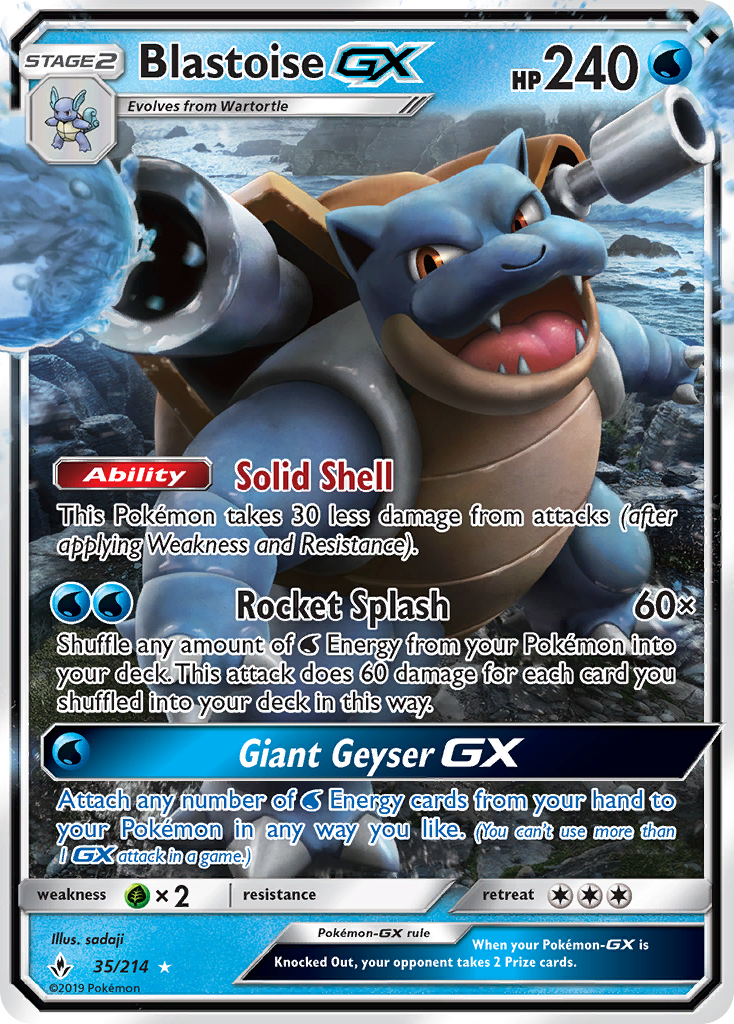 STAGE 2 Blastoise GX HP 240
Evolves from Wartortle
Ability Solid Shell
This Pokémon takes 30 less damage from attacks (after
applying Weakness and Resistance).
Rocket Splash 60×
Shuffle any amount of Energy from your Pokémon into
your deck. This attack does 60 damage for each card you
shuffled into your deck in this way.
Giant Geyser GX
Attach any number of Energy cards from your hand to
your Pokémon in any way you like. (You can't use more than
1 GX attack in a game.)
weakness × 2 resistance retreat
Illus. sadaji
Pokémon-GX rule
When your Pokémon-GX is
Knocked Out, your opponent takes 2 Prize cards.
35/214
©2019 Pokémon